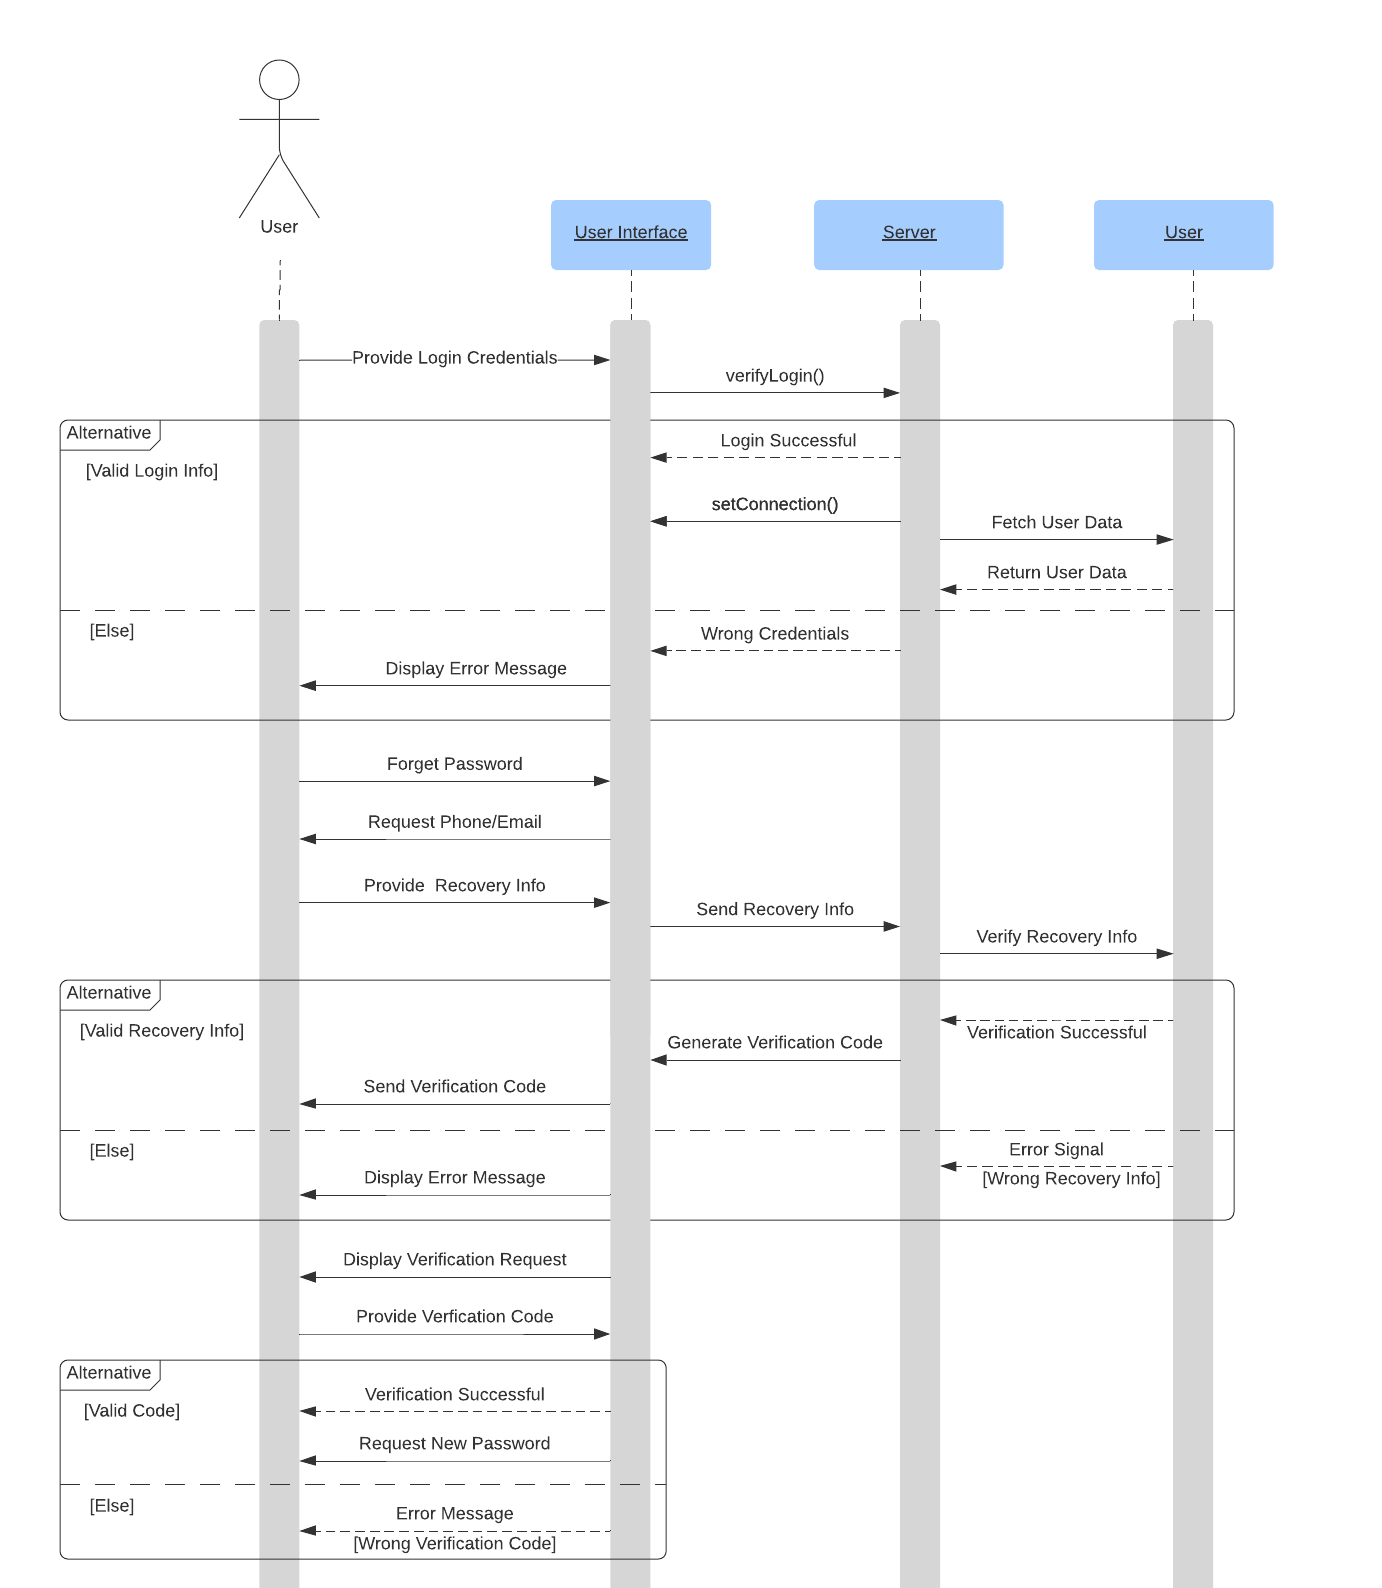 User
User Interface
Server
User
Provide Login Credentials
verifyLogin()
Alternative
Login Successful
[Valid Login Info]
setConnection()
Fetch User Data
Return User Data
[Else]
Wrong Credentials
Display Error Message
Forget Password
Request Phone/Email
Provide  Recovery Info
Send Recovery Info
Verify Recovery Info
Alternative
[Valid Recovery Info]
Verification Successful
Generate Verification Code
Send Verification Code
[Else]
Error Signal
[Wrong Recovery Info]
Display Error Message
Display Verification Request
Provide Verfication Code
Alternative
Verification Successful
[Valid Code]
Request New Password
[Else]
Error Message
[Wrong Verification Code]